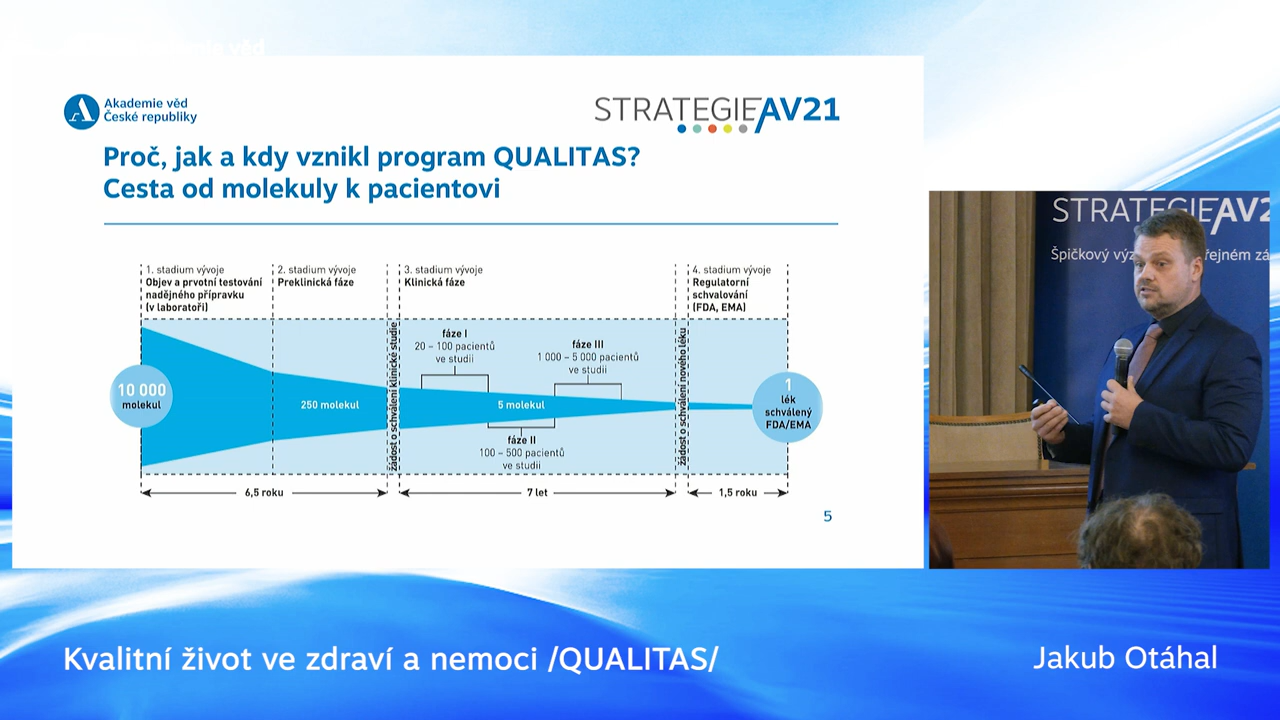 věd
Akademie věd
České republiky
STRATEGIE AV21
Proč, jak a kdy vznikl program QUALITAS?
Cesta od molekuly k pacientovi
1. stadium vývoje
Objev a prvotní testování
nadějného přípravku
(v laboratoři)
2. stadium vývoje
Preklinická fáze
3. stadium vývoje
Klinická fáze
4. stadium vývoje
Regulatorní
schvalování
(FDA, EMA)
10 000
molekul
250 molekul
žádost o schválení klinické studie
fáze I
20 – 100 pacientů
ve studii
5 molekul
fáze II
100 – 500 pacientů
ve studii
fáze III
1 000 – 5 000 pacientů
ve studii
žádost o schválení nového léku
1
lék
schválený
FDA/EMA
6,5 roku
7 let
1,5 roku
5
STRATEGIE AV2
Špičkový
Kvalitní život ve zdraví a nemoci /QUALITAS/
Jakub Otáhal